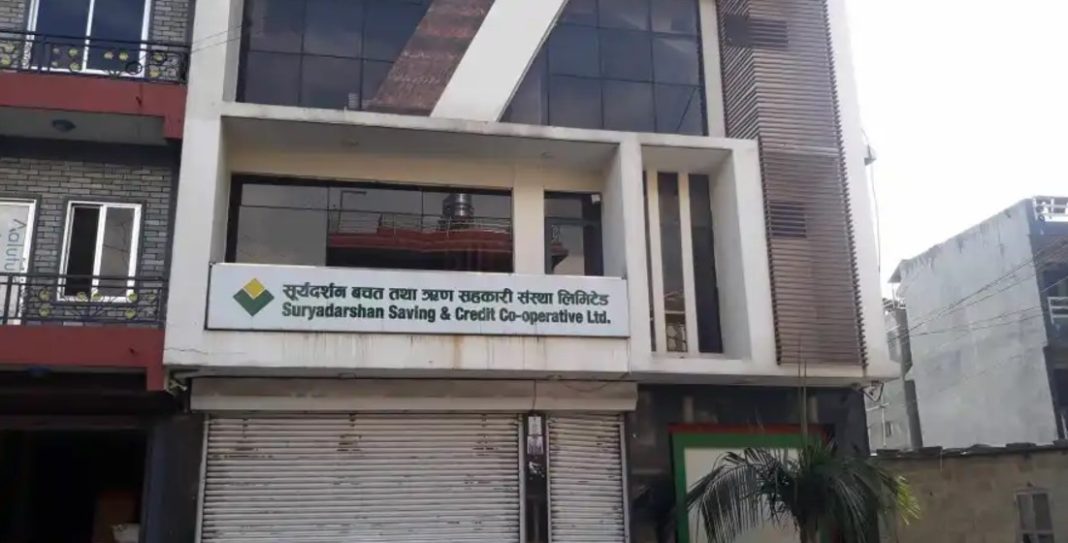 सूर्यदर्शन बचत तथा ऋण सहकारी संस्था लिमिटेड
Suryadarshan Saving & Credit Co-operative Ltd.